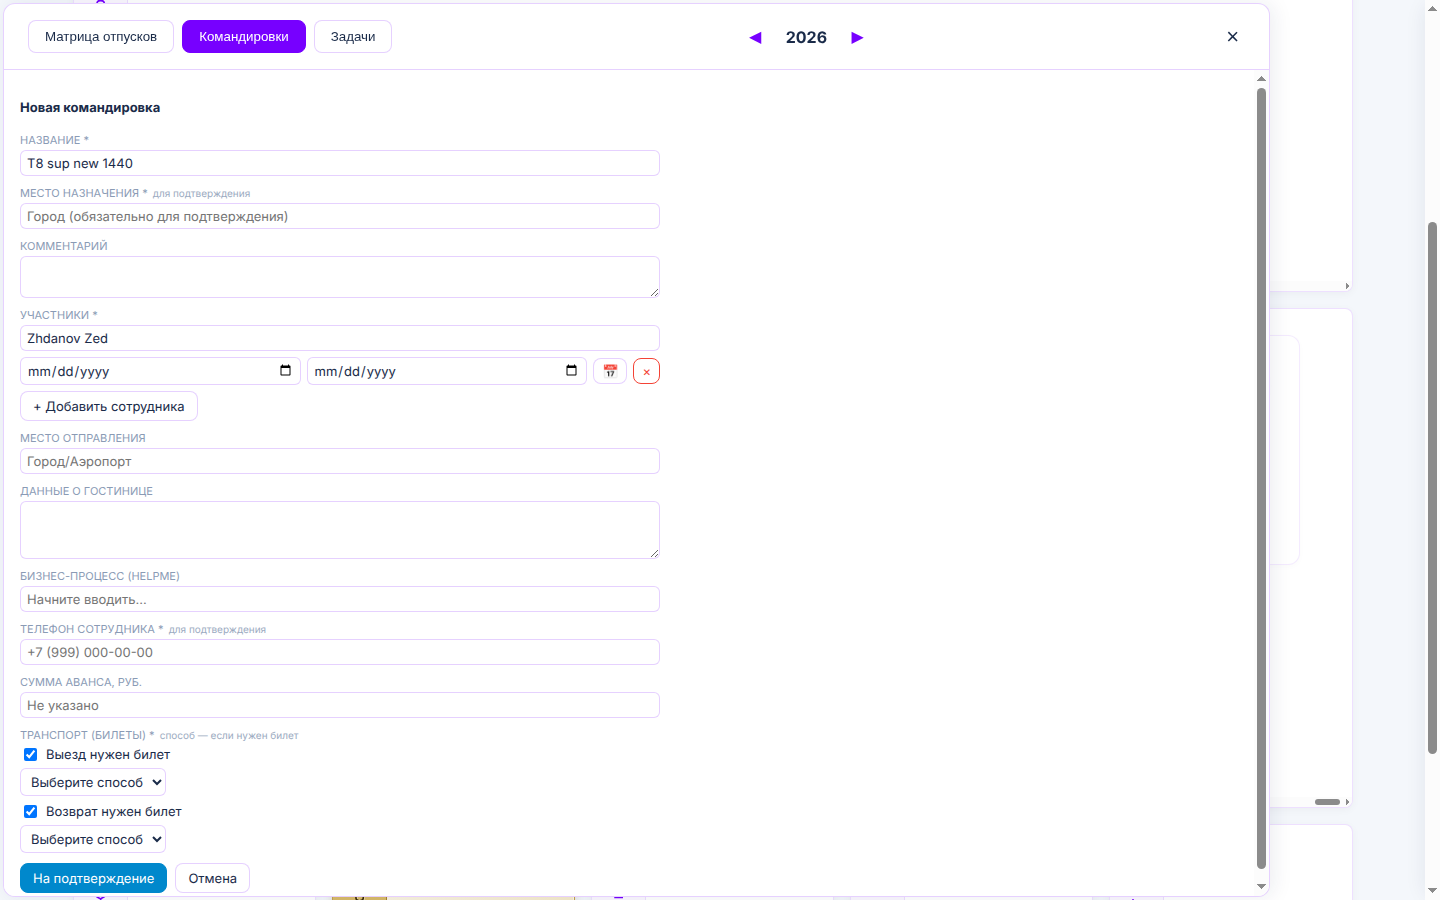 Матрица отпусков
Командировки
Задачи
◀ 2026 ▶
×
Новая командировка
НАЗВАНИЕ *
T8 sup new 1440
МЕСТО НАЗНАЧЕНИЯ * для подтверждения
Город (обязательно для подтверждения)
КОММЕНТАРИЙ
УЧАСТНИКИ *
Zhdanov Zed
mm/dd/yyyy
mm/dd/yyyy
×
+ Добавить сотрудника
МЕСТО ОТПРАВЛЕНИЯ
Город/Аэропорт
ДАННЫЕ О ГОСТИНИЦЕ
БИЗНЕС-ПРОЦЕСС (HELPME)
Начните вводить...
ТЕЛЕФОН СОТРУДНИКА * для подтверждения
+7 (999) 000-00-00
СУММА АВАНСА, РУБ.
Не указано
ТРАНСПОРТ (БИЛЕТЫ) * способ — если нужен билет
Выезд нужен билет
Выберите способ
Возврат нужен билет
Выберите способ
На подтверждение
Отмена